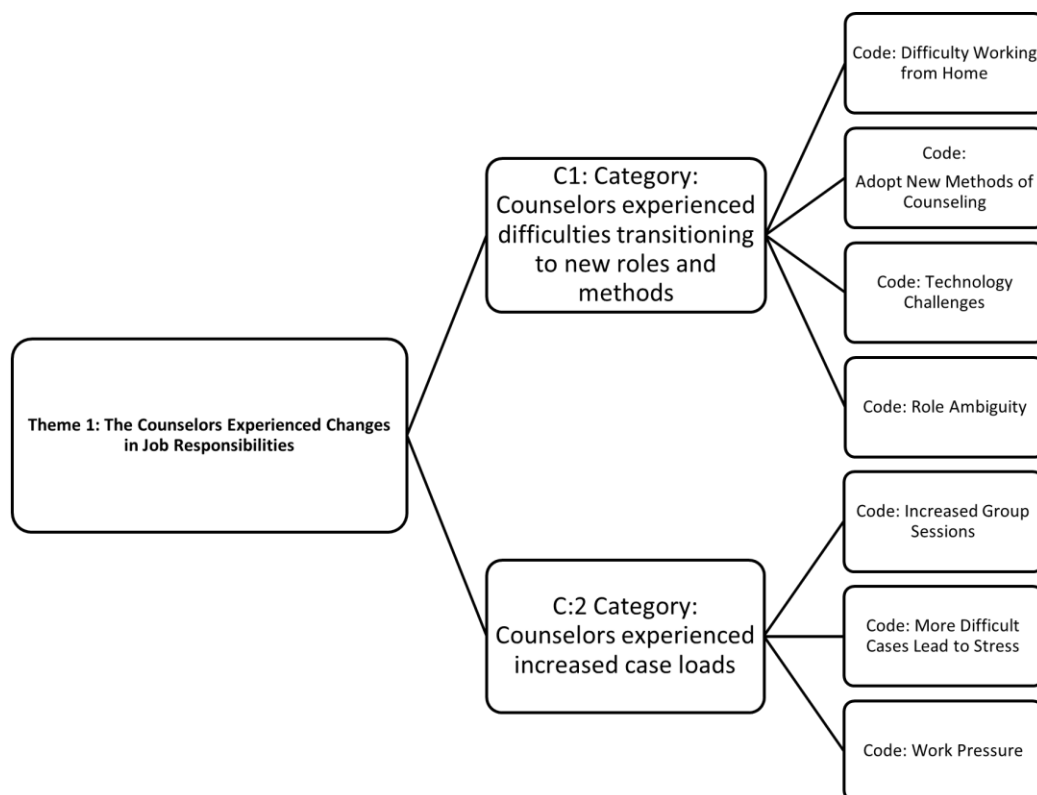 Theme 1: The Counselors Experienced Changes
in Job Responsibilities
C1: Category:
Counselors experienced
difficulties transitioning
to new roles and
methods
Code: Difficulty Working
from Home
Code:
Adopt New Methods of
Counseling
Code: Technology
Challenges
Code: Role Ambiguity
C:2 Category:
Counselors experienced
increased case loads
Code: Increased Group
Sessions
Code: More Difficult
Cases Lead to Stress
Code: Work Pressure